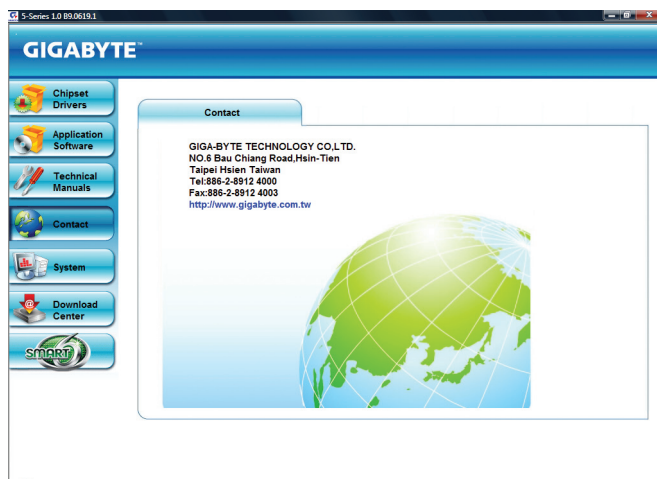 5-Series 1.0 B9.0619.1
GIGABYTE™
Chipset
Drivers
Application
Software
Technical
Manuals
Contact
System
Download
Center
SMART
Contact
GIGA-BYTE TECHNOLOGY CO,LTD.
NO.6 Bau Chiang Road,Hsin-Tien
Taipei Hsien Taiwan
Tel:886-2-8912 4000
Fax:886-2-8912 4003
http://www.gigabyte.com.tw